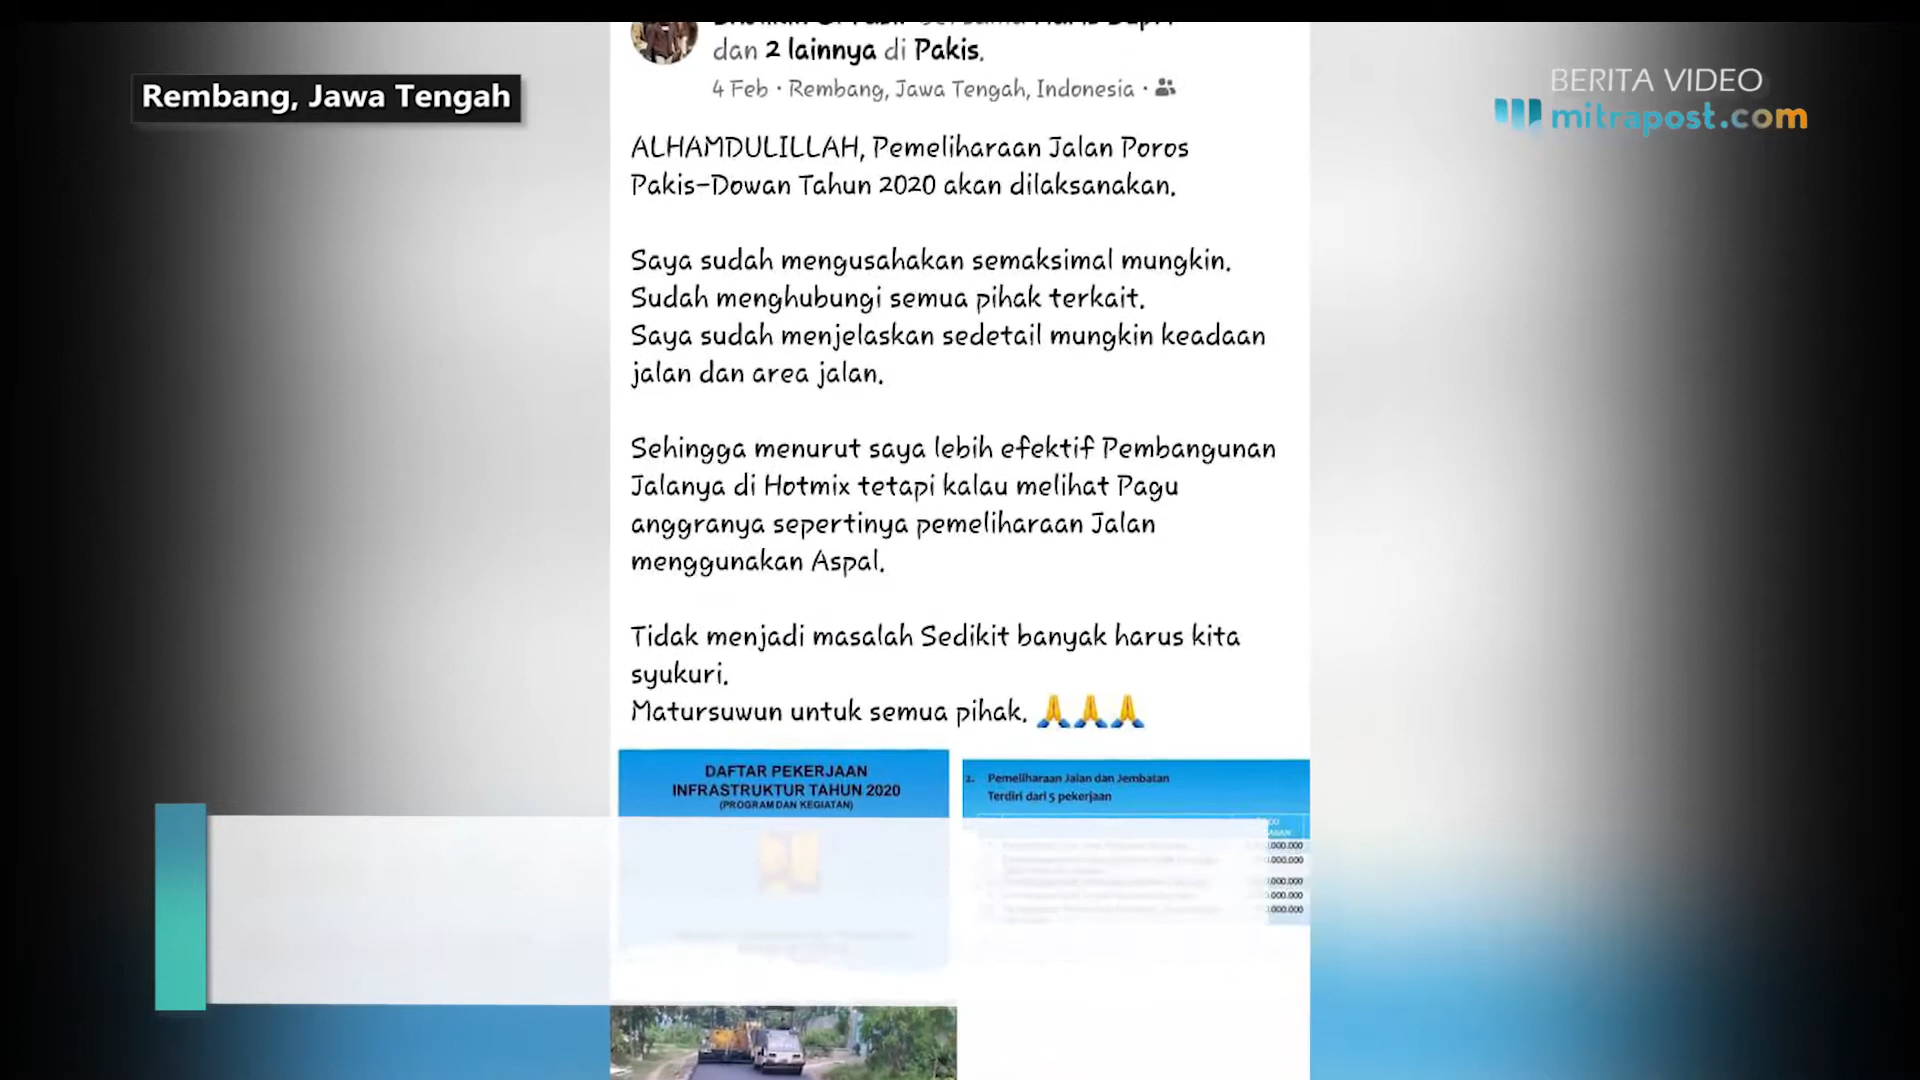 dan 2 lainnya di Pakis.
4 Feb · Rembang, Jawa Tengah, Indonesia ·
Rembang, Jawa Tengah
BERITA VIDEO
mitrapost.com
ALHAMDULILLAH, Pemeliharaan Jalan Poros
Pakis-Dowan Tahun 2020 akan dilaksanakan.
Saya sudah mengusahakan semaksimal mungkin.
Sudah menghubungi semua pihak terkait.
Saya sudah menjelaskan sedetail mungkin keadaan
jalan dan area jalan.
Sehingga menurut saya lebih efektif Pembangunan
Jalanya di Hotmix tetapi kalau melihat Pagu
anggranya sepertinya pemeliharaan Jalan
menggunakan Aspal.
Tidak menjadi masalah Sedikit banyak harus kita
syukuri.
Matursuwun untuk semua pihak. 🙏🙏🙏
DAFTAR PEKERJAAN
INFRASTRUKTUR TAHUN 2020
(PROGRAM DAN KEGIATAN)
2. Pemeliharaan Jalan dan Jembatan
Terdiri dari 5 pekerjaan